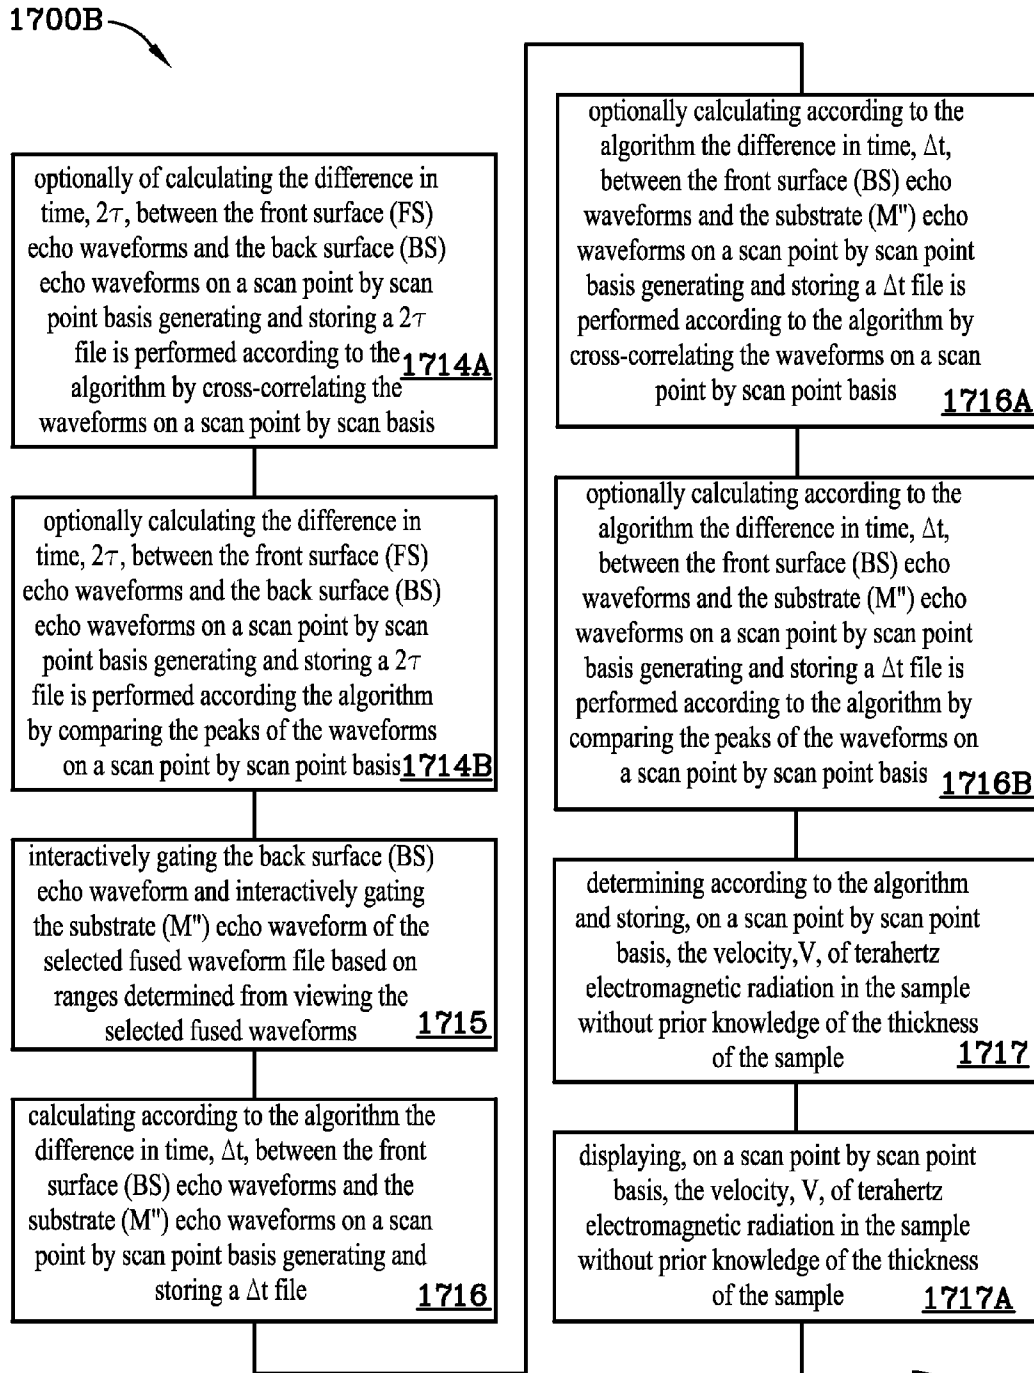 1700B
optionally of calculating the difference in
time, 2τ, between the front surface (FS)
echo waveforms and the back surface (BS)
echo waveforms on a scan point by scan
point basis generating and storing a 2τ
file is performed according to the 1714A
algorithm by cross-correlating the
waveforms on a scan point by scan basis
optionally calculating the difference in
time, 2τ, between the front surface (FS)
echo waveforms and the back surface (BS)
echo waveforms on a scan point by scan
point basis generating and storing a 2τ
file is performed according the algorithm
by comparing the peaks of the waveforms
on a scan point by scan point basis 1714B
interactively gating the back surface (BS)
echo waveform and interactively gating
the substrate (M") echo waveform of the
selected fused waveform file based on
ranges determined from viewing the
selected fused waveforms 1715
calculating according to the algorithm the
difference in time, Δt, between the front
surface (BS) echo waveforms and the
substrate (M") echo waveforms on a scan
point by scan point basis generating and
storing a Δt file 1716
optionally calculating according to the
algorithm the difference in time, Δt,
between the front surface (BS) echo
waveforms and the substrate (M") echo
waveforms on a scan point by scan point
basis generating and storing a Δt file is
performed according to the algorithm by
cross-correlating the waveforms on a scan
point by scan point basis 1716A
optionally calculating according to the
algorithm the difference in time, Δt,
between the front surface (BS) echo
waveforms and the substrate (M") echo
waveforms on a scan point by scan point
basis generating and storing a Δt file is
performed according to the algorithm by
comparing the peaks of the waveforms on
a scan point by scan point basis 1716B
determining according to the algorithm
and storing, on a scan point by scan point
basis, the velocity,V, of terahertz
electromagnetic radiation in the sample
without prior knowledge of the thickness
of the sample 1717
displaying, on a scan point by scan point
basis, the velocity, V, of terahertz
electromagnetic radiation in the sample
without prior knowledge of the thickness
of the sample 1717A